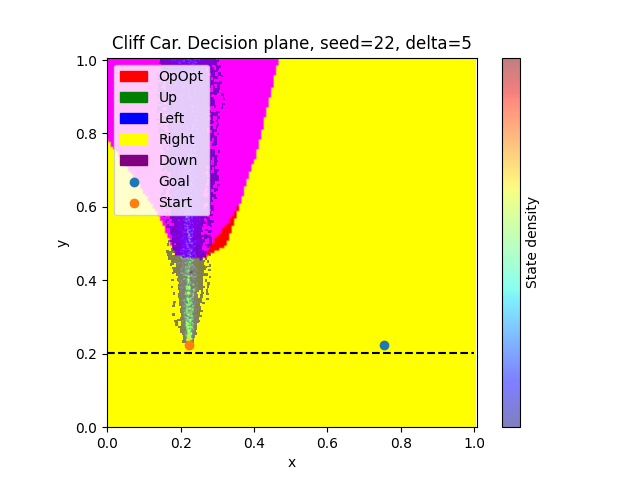 Cliff Car. Decision plane, seed=22, delta=5
1.0
0.8
0.6
0.4
0.2
0.0
y
OpOpt
Up
Left
Right
Down
Goal
Start
State density
0.0 0.2 0.4 0.6 0.8 1.0
x